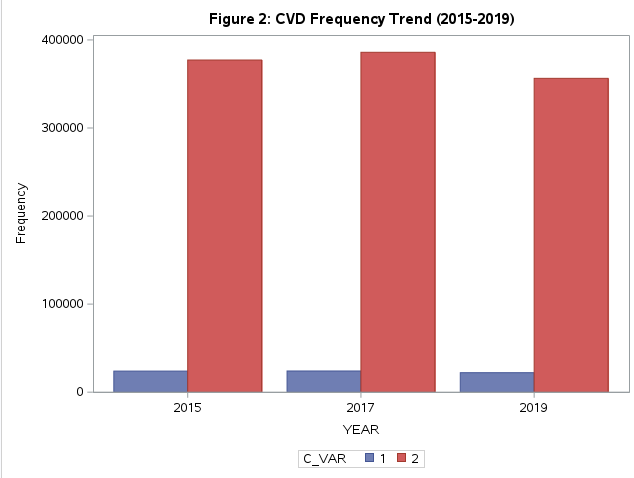 Figure 2: CVD Frequency Trend (2015-2019)
400000
300000
200000
100000
0
Frequency
2015 2017 2019
YEAR
C_VAR 1 2